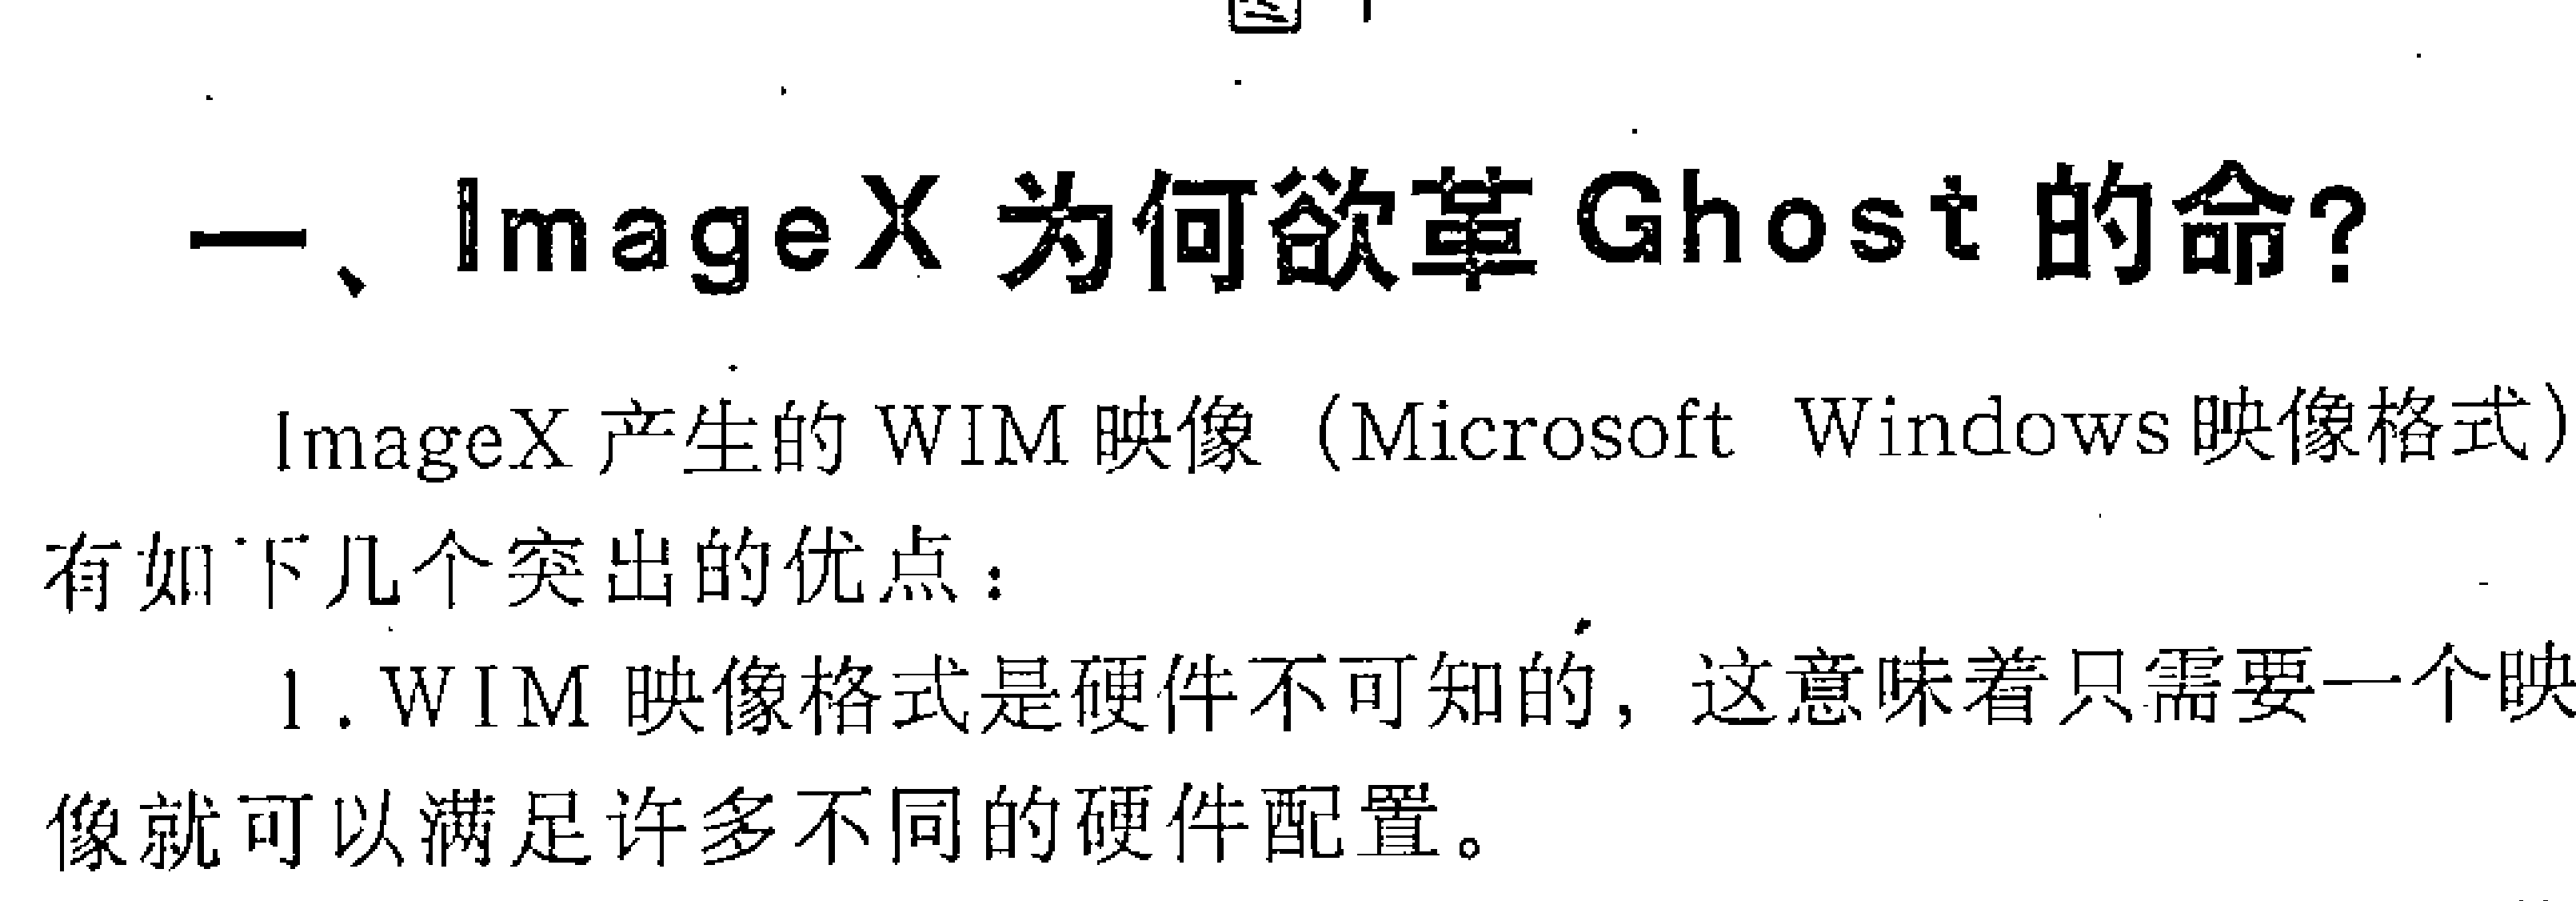 一、ImageX 为何欲革 Ghost 的命?
ImageX 产生的 WIM 映像（Microsoft Windows 映像格式）
有如下几个突出的优点：
1.WIM 映像格式是硬件不可知的，这意味着只需要一个映
像就可以满足许多不同的硬件配置。